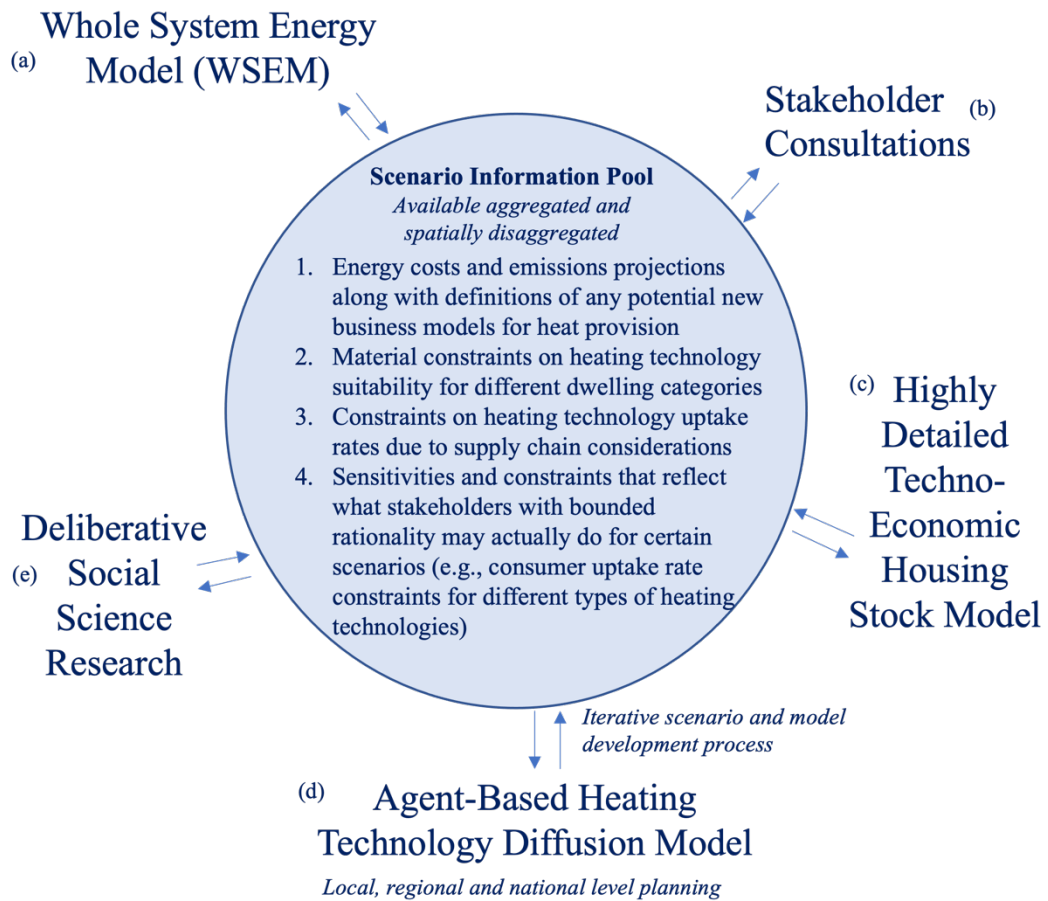 Whole System Energy
(a) Model (WSEM)
Stakeholder (b)
Consultations
Scenario Information Pool
Available aggregated and
spatially disaggregated
1. Energy costs and emissions projections
along with definitions of any potential new
business models for heat provision
2. Material constraints on heating technology
suitability for different dwelling categories
3. Constraints on heating technology uptake
rates due to supply chain considerations
4. Sensitivities and constraints that reflect
what stakeholders with bounded
rationality may actually do for certain
scenarios (e.g., consumer uptake rate
constraints for different types of heating
technologies)
(c) Highly
Detailed
Techno-
Economic
Housing
Stock Model
Deliberative
(e) Social
Science
Research
Iterative scenario and model
development process
(d) Agent-Based Heating
Technology Diffusion Model
Local, regional and national level planning